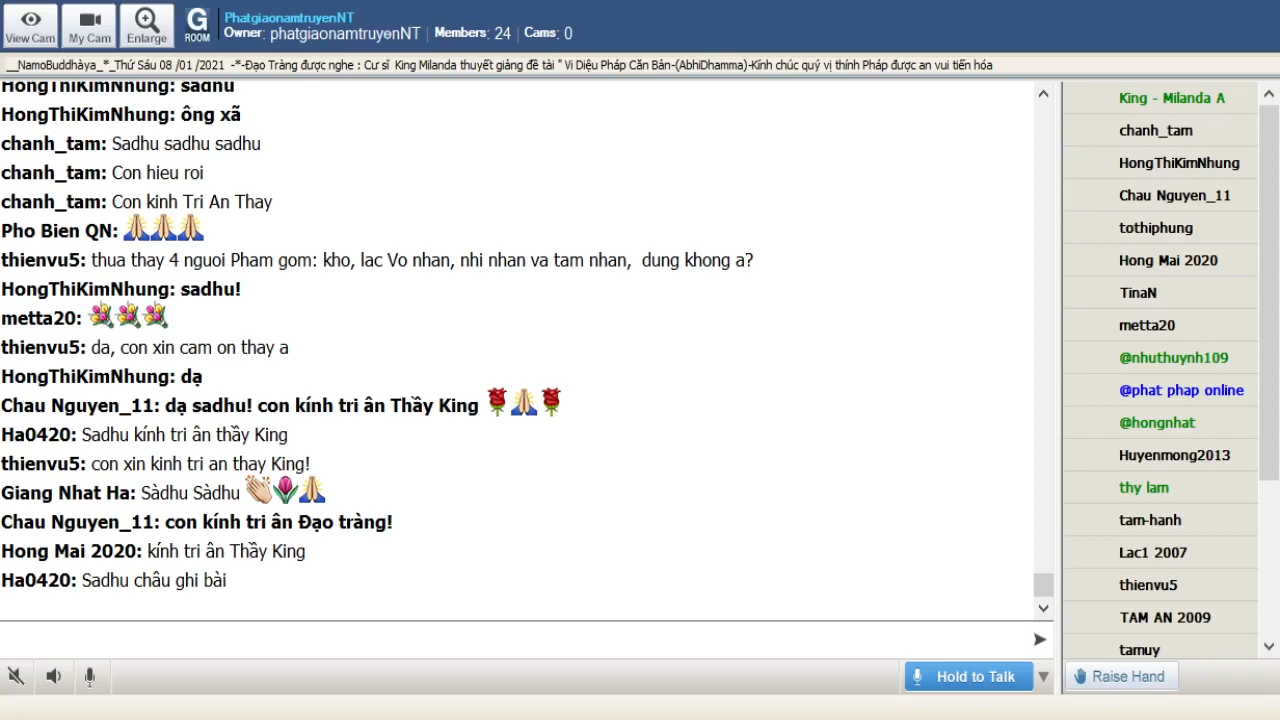 View Cam
My Cam
Enlarge
G
ROOM
PhatgiaonamtruyenNT
Owner: phatgiaonamtruyenNT | Members: 24 | Cams: 0
__NamoBuddhàya_*_Thứ Sáu 08 /01 /2021 -*-Đạo Tràng được nghe : Cư sĩ King Milanda thuyết giảng đề tài " Vi Diệu Pháp Căn Bản-(AbhiDhamma)-Kính chúc quý vị thính Pháp được an vui tiến hóa
HongThiKimNhung: sadhu
HongThiKimNhung: ông xã
chanh_tam: Sadhu sadhu sadhu
chanh_tam: Con hieu roi
chanh_tam: Con kinh Tri An Thay
Pho Bien QN:
thienvu5: thua thay 4 nguoi Pham gom: kho, lac Vo nhan, nhi nhan va tam nhan, dung khong a?
HongThiKimNhung: sadhu!
metta20:
thienvu5: da, con xin cam on thay a
HongThiKimNhung: dạ
Chau Nguyen_11: dạ sadhu! con kính tri ân Thầy King
Ha0420: Sadhu kính tri ân thầy King
thienvu5: con xin kinh tri an thay King!
Giang Nhat Ha: Sàdhu Sàdhu
Chau Nguyen_11: con kính tri ân Đạo tràng!
Hong Mai 2020: kính tri ân Thầy King
Ha0420: Sadhu châu ghi bài
King - Milanda A
chanh_tam
HongThiKimNhung
Chau Nguyen_11
tothiphung
Hong Mai 2020
TinaN
metta20
@nhuthuynh109
@phat phap online
@hongnhat
Huyenmong2013
thy lam
tam-hanh
Lac1 2007
thienvu5
TAM AN 2009
tamuy
Hold to Talk
Raise Hand